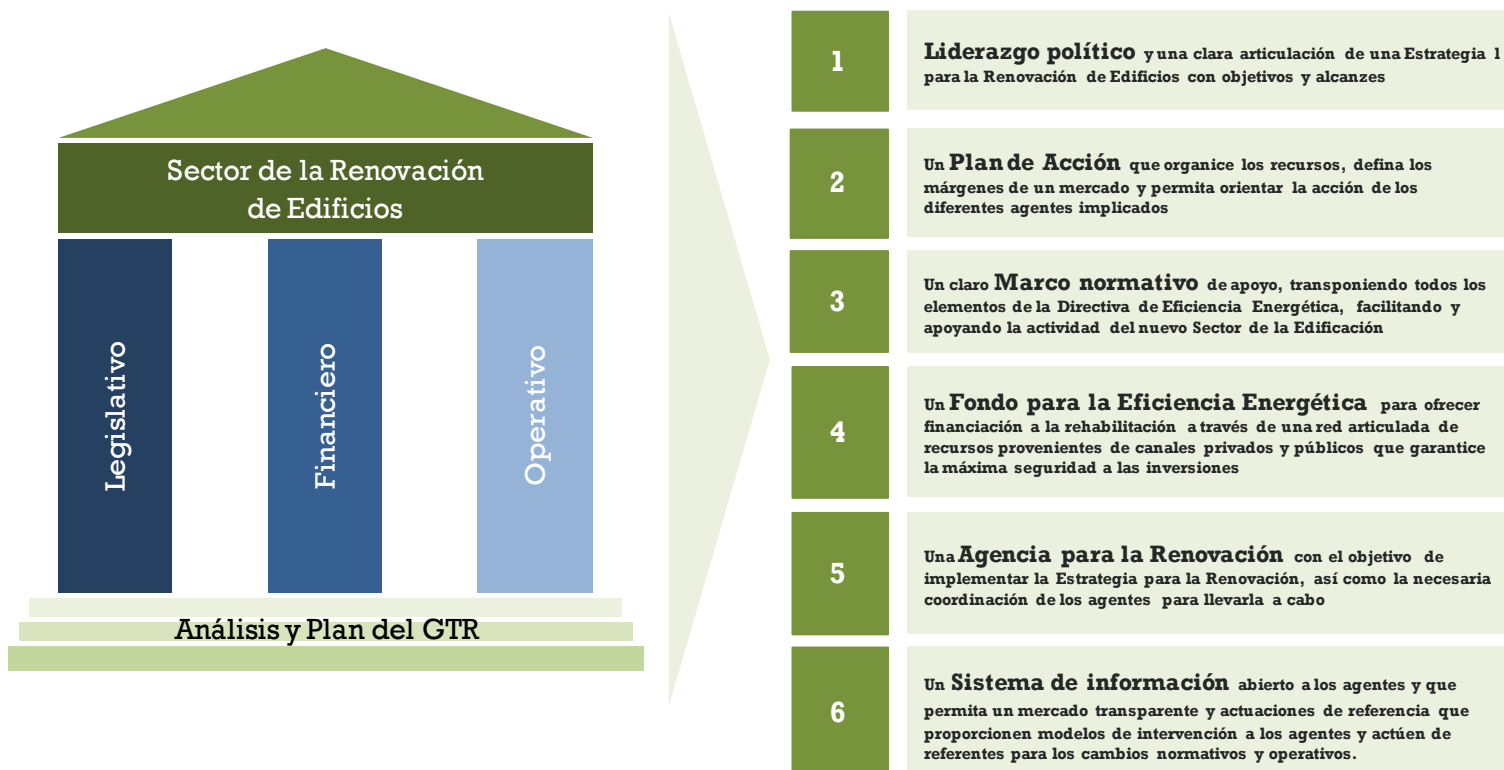 Sector de la Renovación
de Edificios
Legislativo
Financiero
Operativo
Análisis y Plan del GTR
1
Liderazgo político y una clara articulación de una Estrategia l
para la Renovación de Edificios con objetivos y alcanzes
2
Un Plan de Acción que organice los recursos, defina los
márgenes de un mercado y permita orientar la acción de los
diferentes agentes implicados
3
Un claro Marco normativo de apoyo, transponiendo todos los
elementos de la Directiva de Eficiencia Energética, facilitando y
apoyando la actividad del nuevo Sector de la Edificación
4
Un Fondo para la Eficiencia Energética para ofrecer
financiación a la rehabilitación a través de una red articulada de
recursos provenientes de canales privados y públicos que garantice
la máxima seguridad a las inversiones
5
Una Agencia para la Renovación con el objetivo de
implementar la Estrategia para la Renovación, así como la necesaria
coordinación de los agentes para llevarla a cabo
6
Un Sistema de información abierto a los agentes y que
permita un mercado transparente y actuaciones de referencia que
proporcionen modelos de intervención a los agentes y actúen de
referentes para los cambios normativos y operativos.